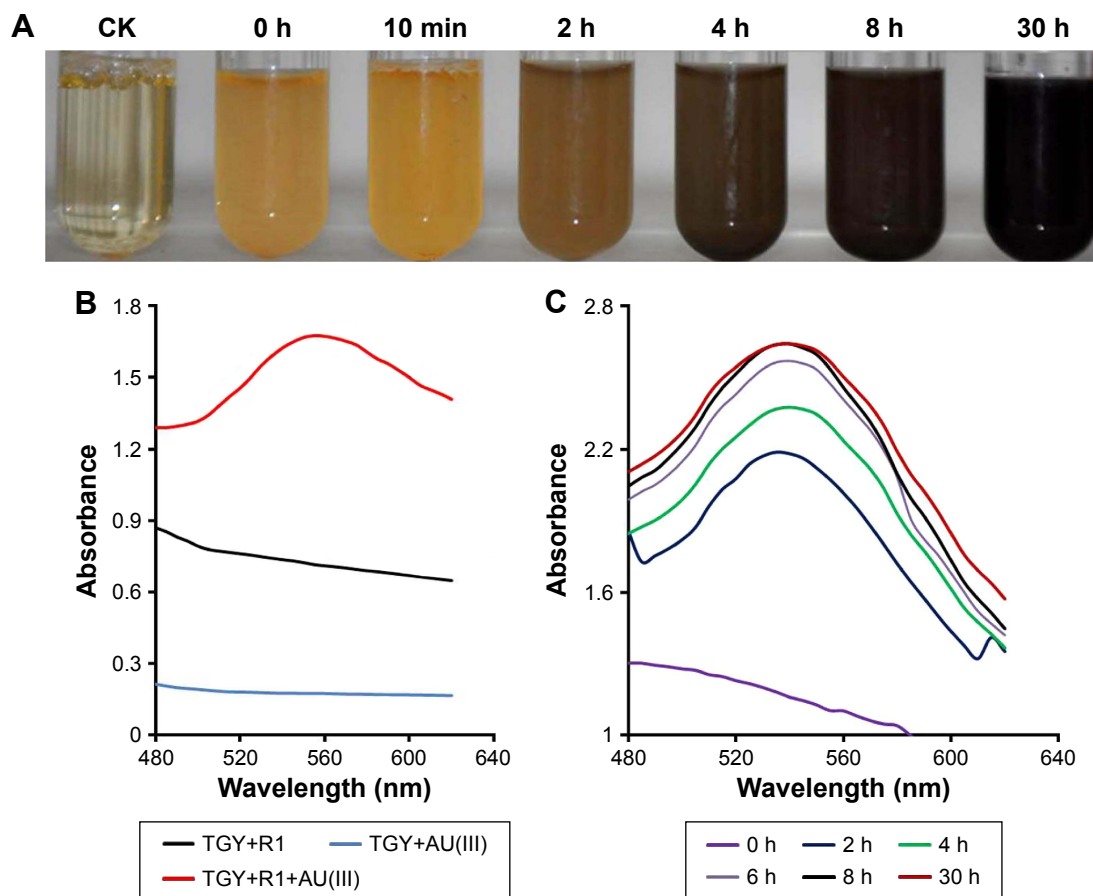 A
CK 0 h 10 min 2 h 4 h 8 h 30 h
B
1.8
1.5
1.2
0.9
0.6
0.3
0
Absorbance
480 520 560 600 640
Wavelength (nm)
TGY+R1 TGY+AU(III)
TGY+R1+AU(III)
C
2.8
2.2
1.6
1
Absorbance
480 520 560 600 640
Wavelength (nm)
0 h 2 h 4 h
6 h 8 h 30 h